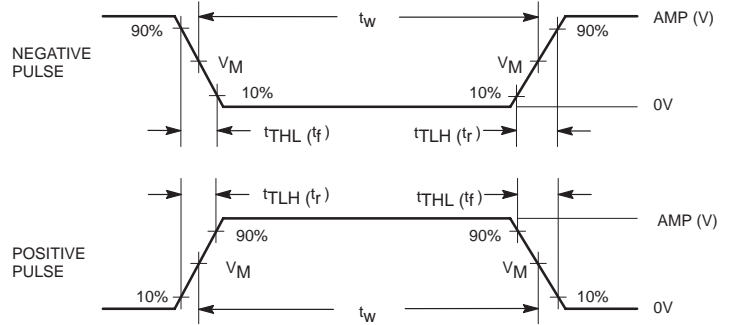 tW
AMP (V)
90%
90%
NEGATIVE
PULSE
VM
VM
10%
10%
0V
tTHL (tf)
tTLH (tr)
tTLH (tr)
tTHL (tf)
AMP (V)
90%
90%
POSITIVE
PULSE
VM
VM
10%
10%
0V
tW